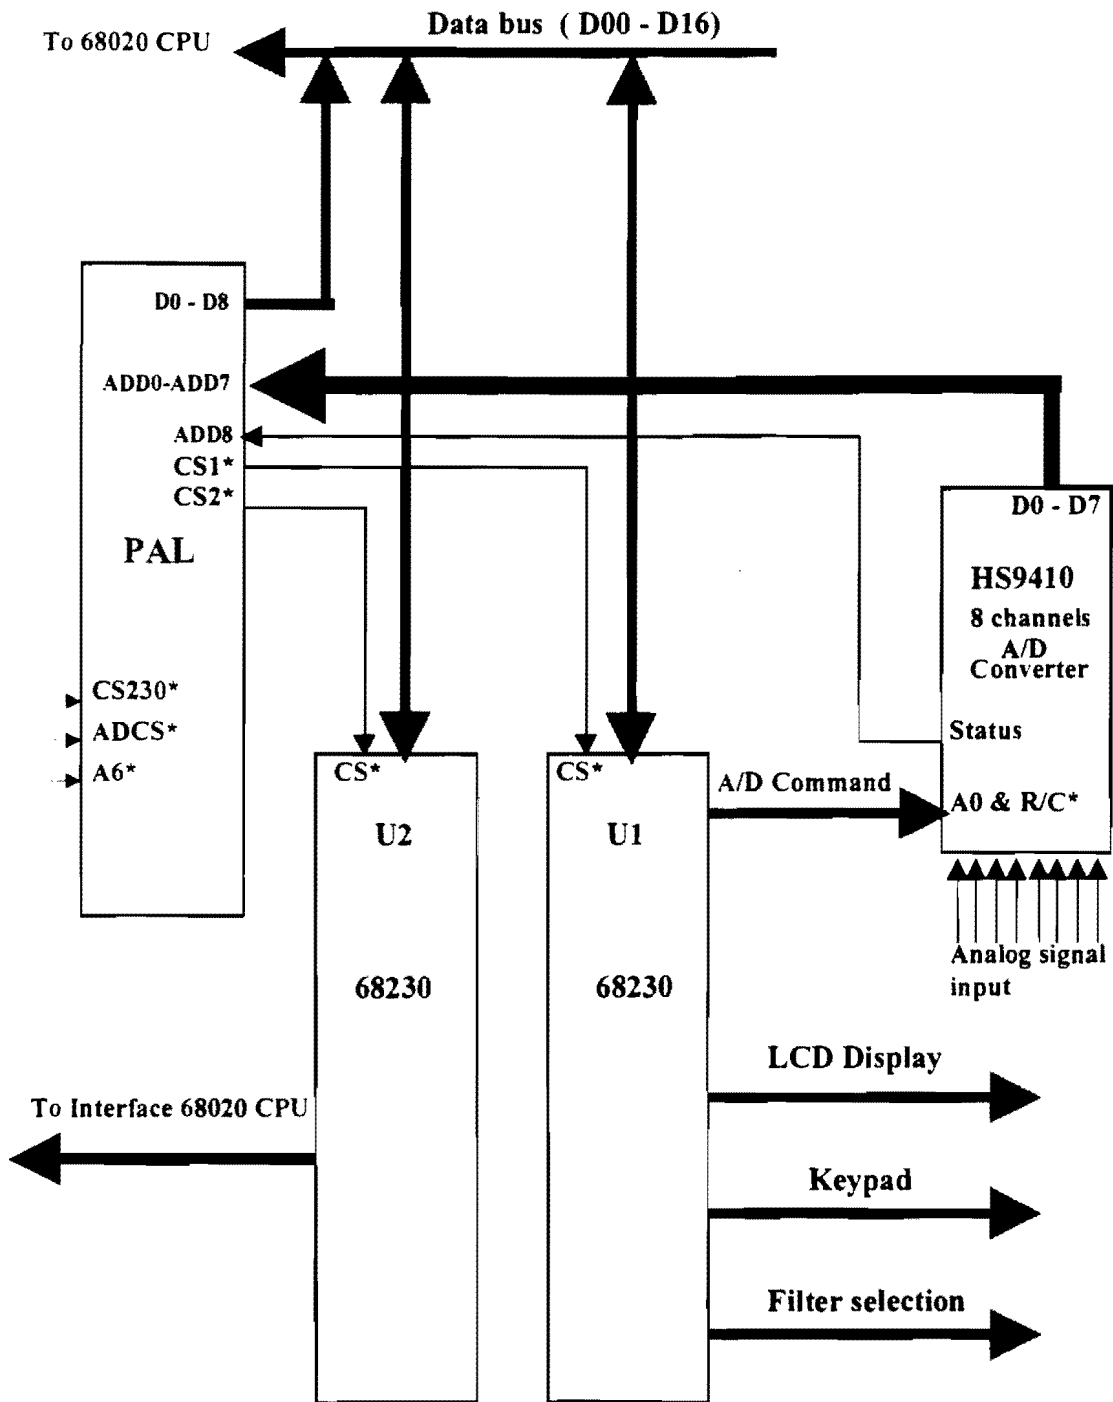 Data bus ( D00 - D16)
To 68020 CPU
D0 - D8
ADD0-ADD7
ADD8
CS1*
CS2*
PAL
CS230*
ADCS*
A6*
D0 - D7
HS9410
8 channels
A/D
Converter
Status
A0 & R/C*
A/D Command
CS*
U2
68230
CS*
U1
68230
Analog signal
input
LCD Display
To Interface 68020 CPU
Keypad
Filter selection